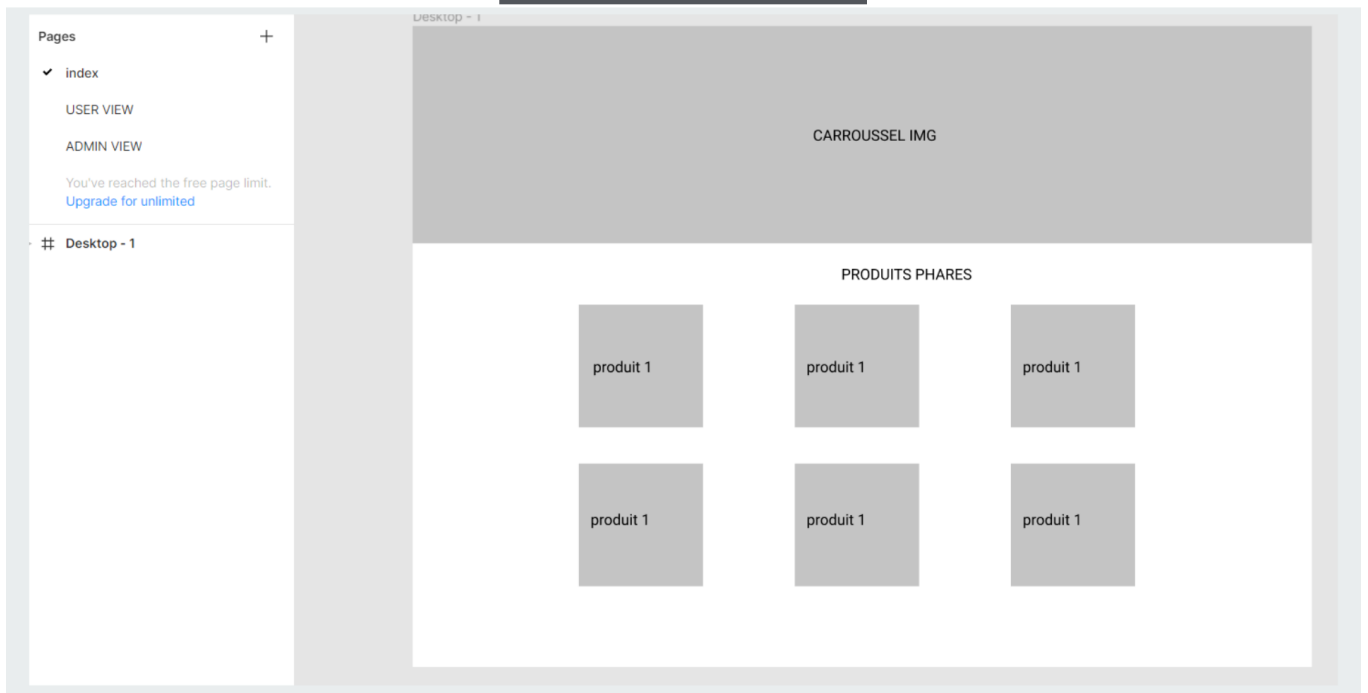 Pages
index
USER VIEW
ADMIN VIEW
You've reached the free page limit.
Upgrade for unlimited
Desktop - 1
Desktop - 1
CARROUSSEL IMG
PRODUITS PHARES
produit 1
produit 1
produit 1
produit 1
produit 1
produit 1